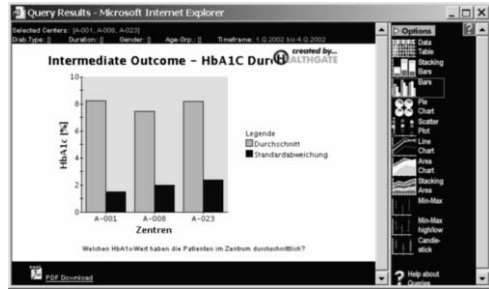 Query Results - Microsoft Internet Explorer
Selected Centers: [A-001, A-008, A-023]
Diab.Type: [] Duration: [] Gender: [] Age-Grp.: [] Timeframe: 1.Q.2002 bis 4.Q.2002
created by...
HEALTHGATE
Intermediate Outcome - HbA1C Dur
HbA1c [%]
10
8
6
4
2
0
A-001 A-008 A-023
Zentren
Legende
Durchschnitt
Standardabweichung
Welchen HbA1c-Wert haben die Patienten im Zentrum durchschnittlich?
PDF Download
Options
?
Data
Table
Stacking
Bars
Bars
Pie
Chart
Scatter
Plot
Line
Chart
Area
Chart
Stacking
Area
Min-Max
Min-Max
high/low
Candle-
stick
? Help about
Queries